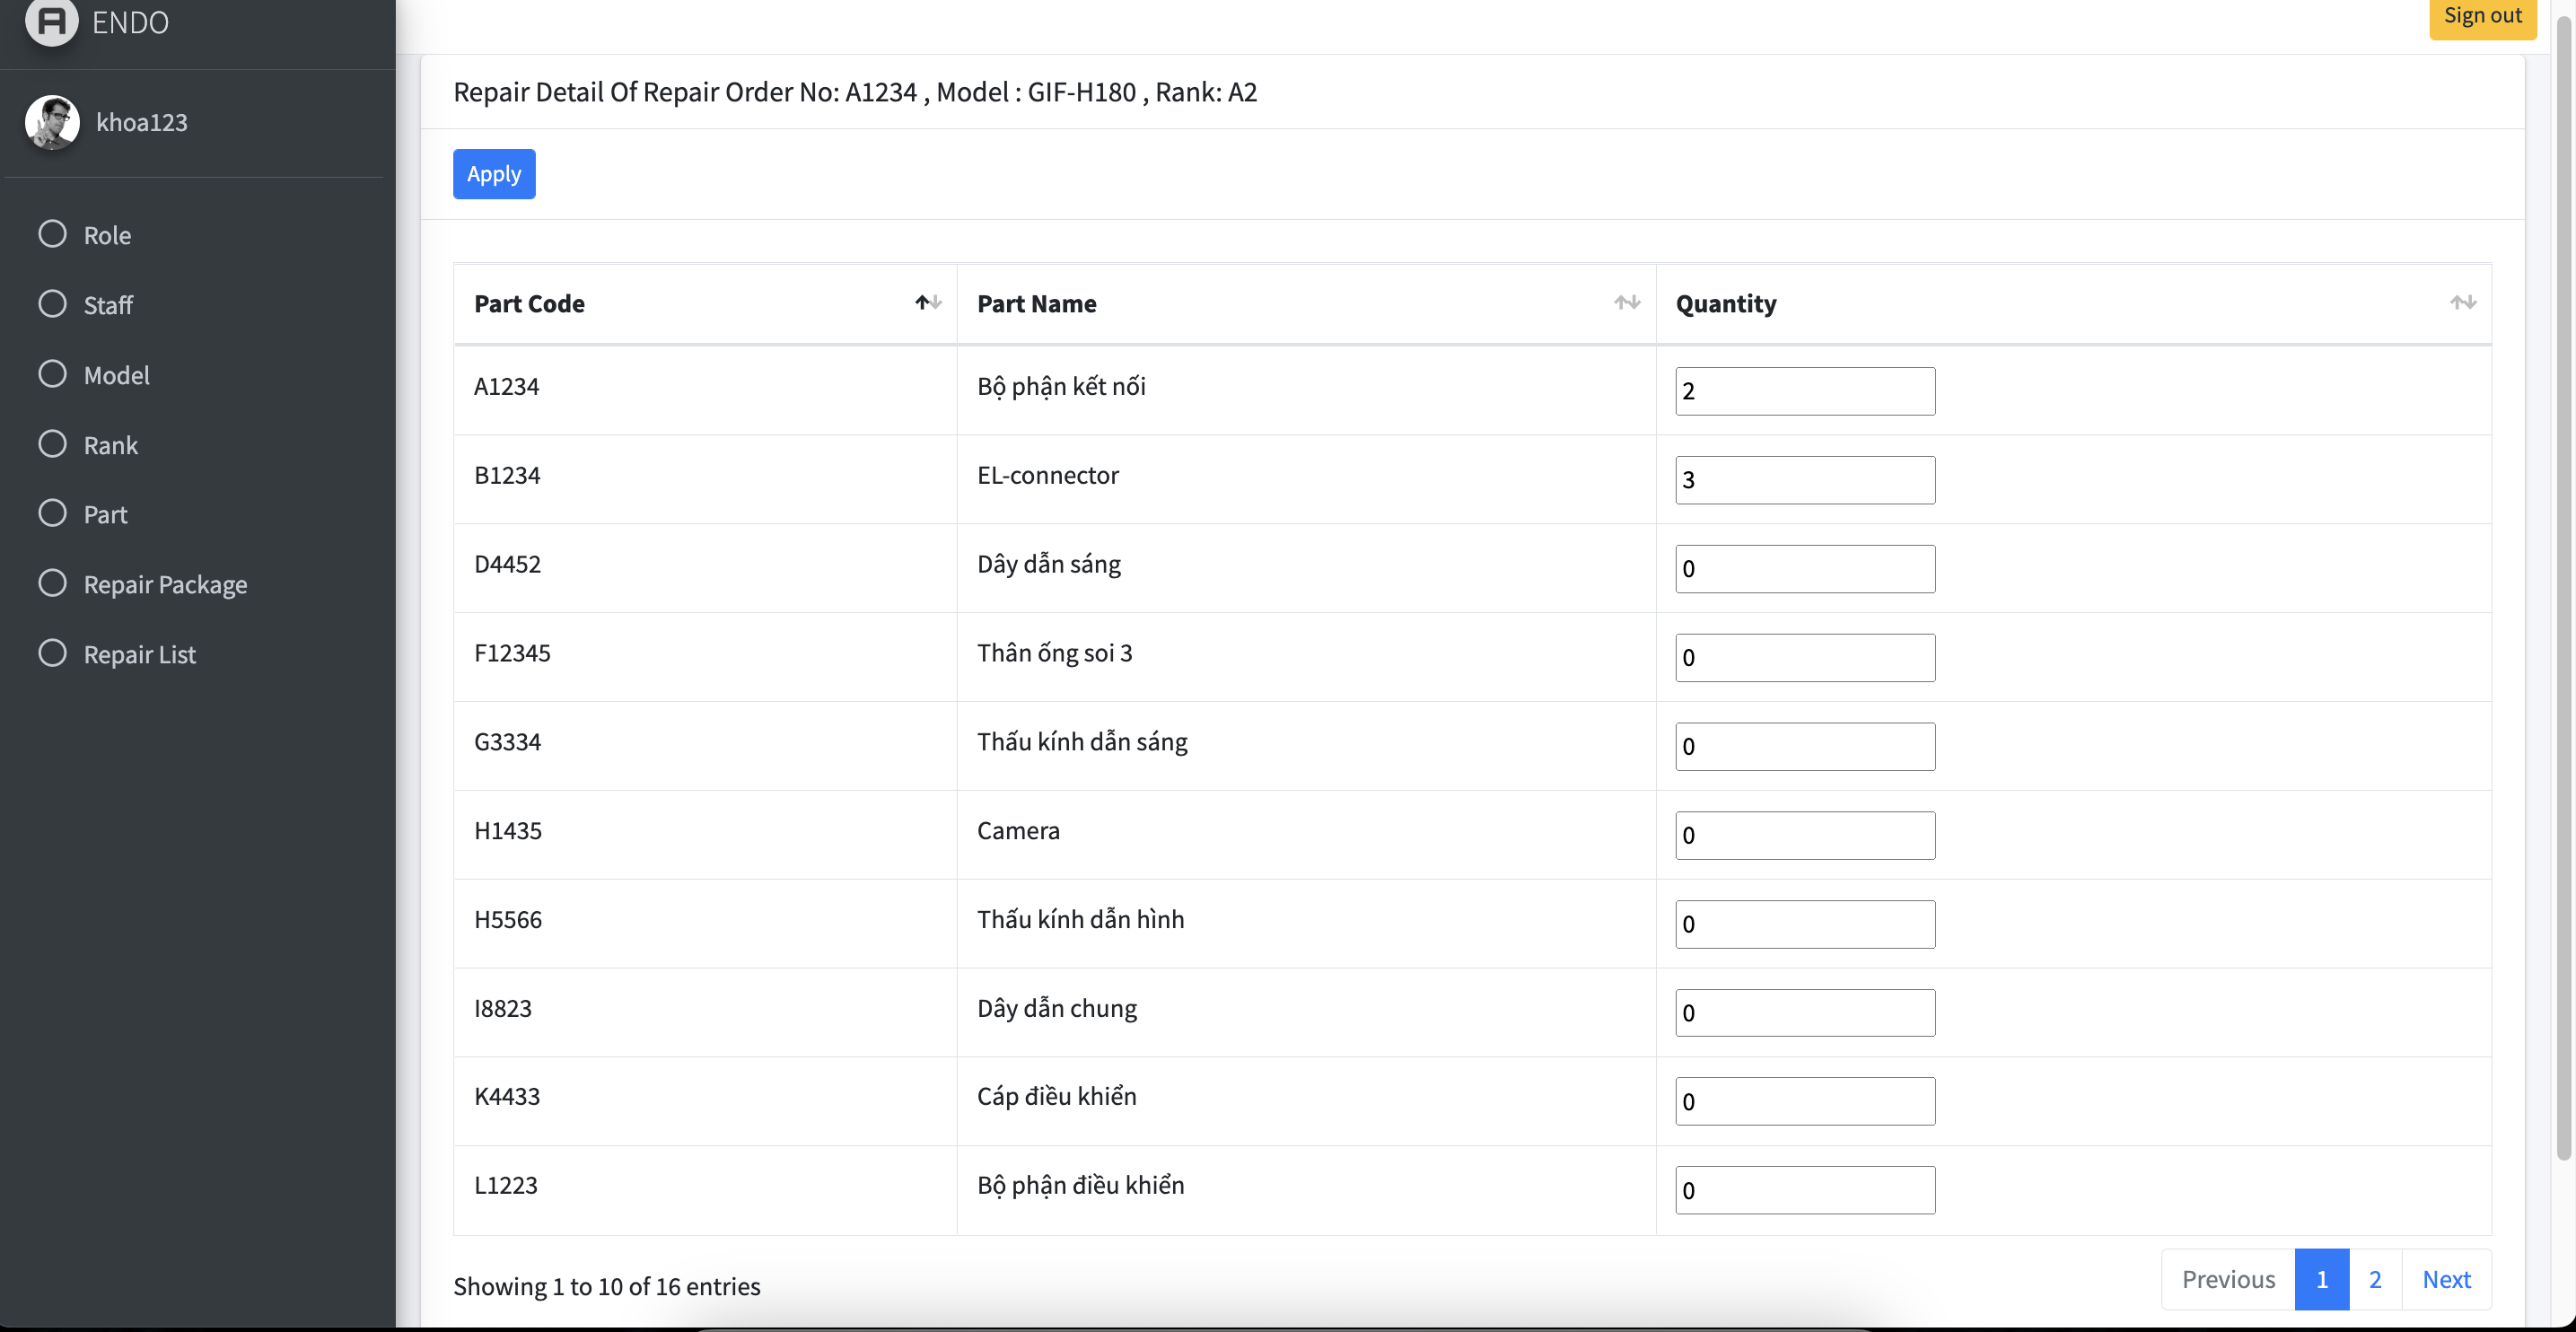 ENDO
Sign out
khoa123
Role
Staff
Model
Rank
Part
Repair Package
Repair List
Repair Detail Of Repair Order No: A1234 , Model : GIF-H180 , Rank: A2
Apply
Part Code Part Name Quantity
A1234 Bộ phận kết nối 2
B1234 EL-connector 3
D4452 Dây dẫn sáng 0
F12345 Thân ống soi 3 0
G3334 Thấu kính dẫn sáng 0
H1435 Camera 0
H5566 Thấu kính dẫn hình 0
I8823 Dây dẫn chung 0
K4433 Cáp điều khiển 0
L1223 Bộ phận điều khiển 0
Showing 1 to 10 of 16 entries
Previous 1 2 Next